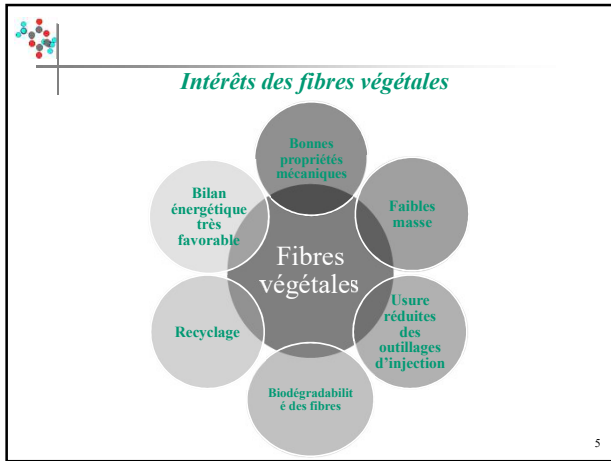 Intérêts des fibres végétales
Bonnes
propriétés
mécaniques
Bilan
énergétique
très
favorable
Faibles
masse
Fibres
végétales
Recyclage
Usure
réduites
des
outillages
d’injection
Biodégradabilit
é des fibres
5